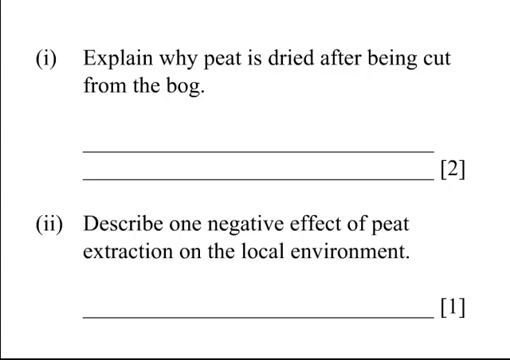 (i) Explain why peat is dried after being cut
from the bog.
[2]
(ii) Describe one negative effect of peat
extraction on the local environment.
[1]